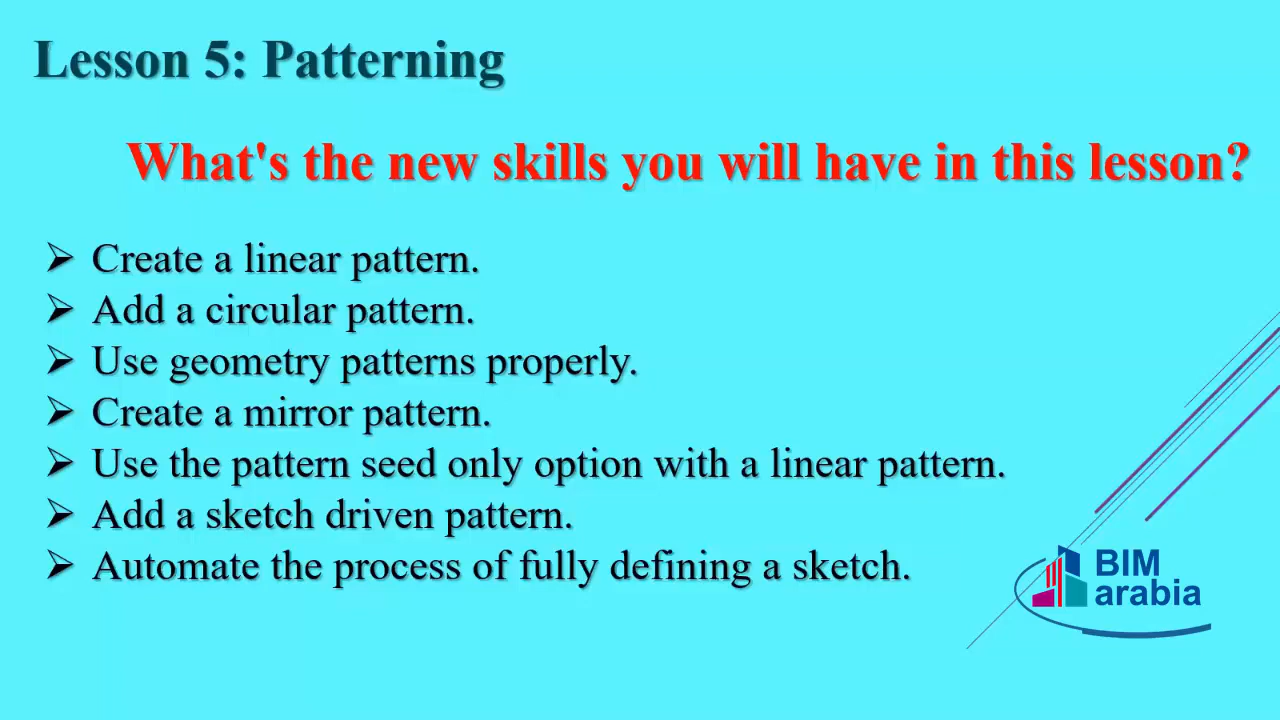 Lesson 5: Patterning
What's the new skills you will have in this lesson?
➢ Create a linear pattern.
➢ Add a circular pattern.
➢ Use geometry patterns properly.
➢ Create a mirror pattern.
➢ Use the pattern seed only option with a linear pattern.
➢ Add a sketch driven pattern.
➢ Automate the process of fully defining a sketch.
BIM
arabia